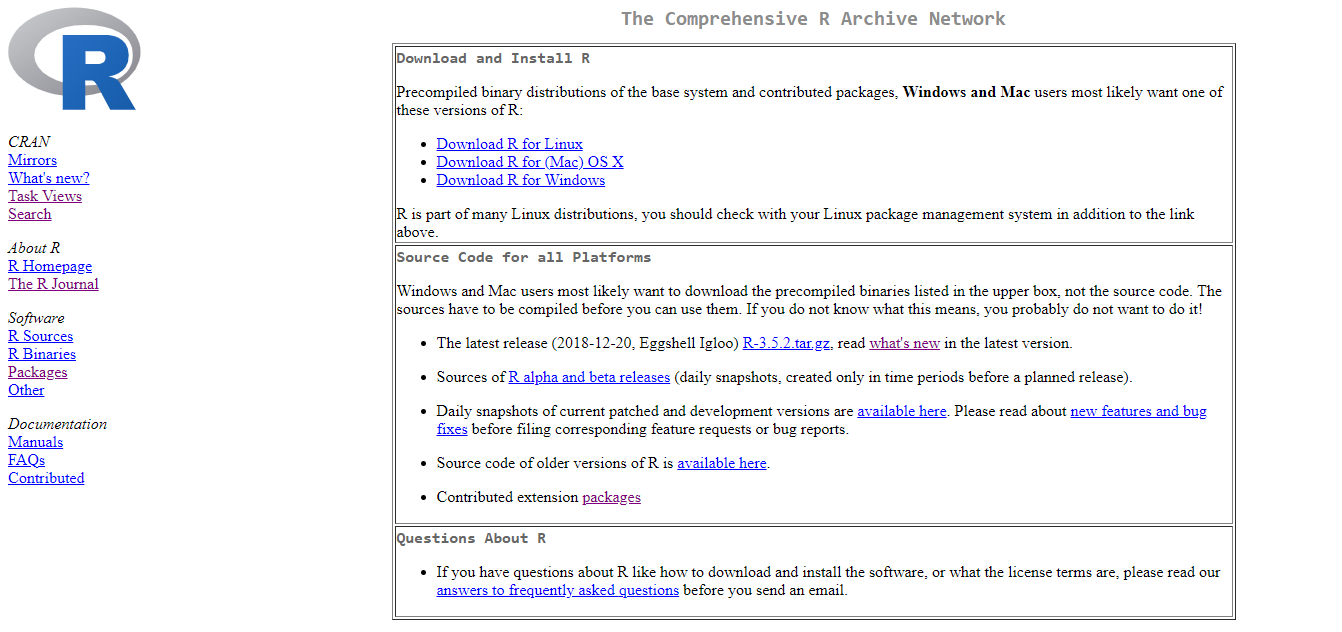 R
CRAN
Mirrors
What's new?
Task Views
Search
About R
R Homepage
The R Journal
Software
R Sources
R Binaries
Packages
Other
Documentation
Manuals
FAQs
Contributed
The Comprehensive R Archive Network
Download and Install R
Precompiled binary distributions of the base system and contributed packages, Windows and Mac users most likely want one of
these versions of R:
Download R for Linux
Download R for (Mac) OS X
Download R for Windows
R is part of many Linux distributions, you should check with your Linux package management system in addition to the link
above.
Source Code for all Platforms
Windows and Mac users most likely want to download the precompiled binaries listed in the upper box, not the source code. The
sources have to be compiled before you can use them. If you do not know what this means, you probably do not want to do it!
The latest release (2018-12-20, Eggshell Igloo) R-3.5.2.tar.gz, read what's new in the latest version.
Sources of R alpha and beta releases (daily snapshots, created only in time periods before a planned release).
Daily snapshots of current patched and development versions are available here. Please read about new features and bug
fixes before filing corresponding feature requests or bug reports.
Source code of older versions of R is available here.
Contributed extension packages
Questions About R
If you have questions about R like how to download and install the software, or what the license terms are, please read our
answers to frequently asked questions before you send an email.